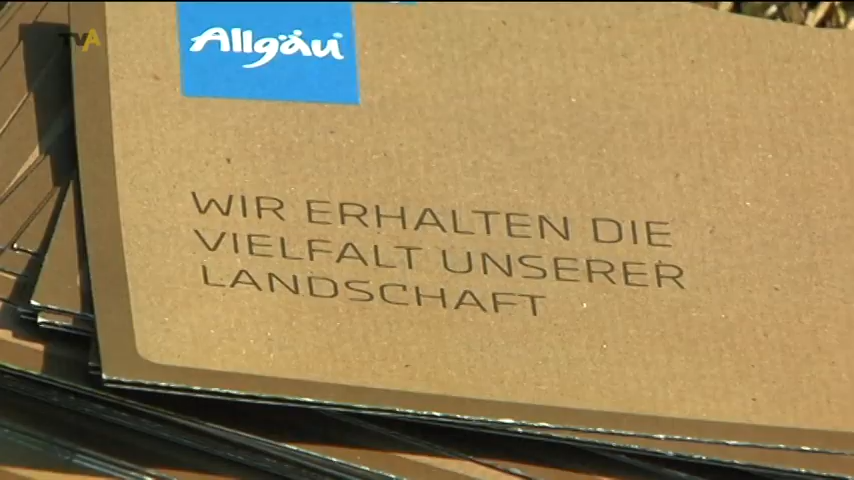 TVA
Allgäu
WIR ERHALTEN DIE
VIELFALT UNSERER
LANDSCHAFT